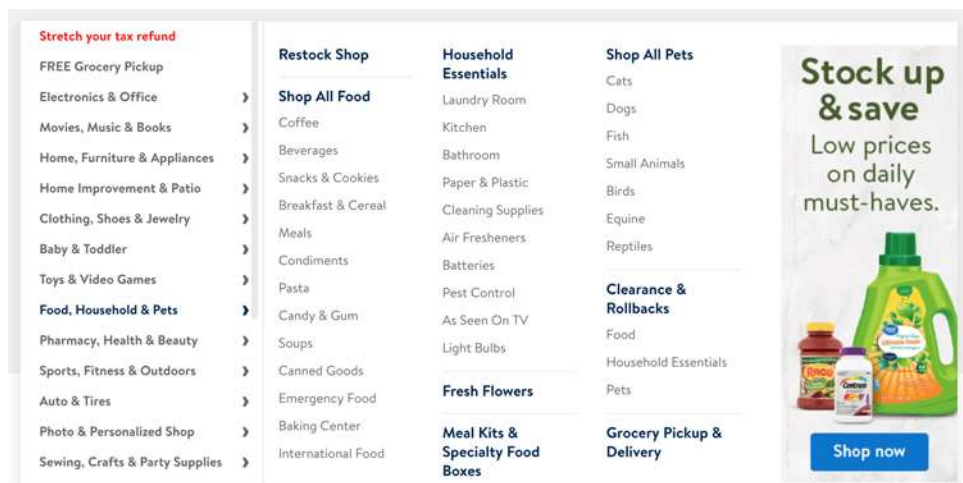 Stretch your tax refund
FREE Grocery Pickup
Electronics & Office
Movies, Music & Books
Home, Furniture & Appliances
Home Improvement & Patio
Clothing, Shoes & Jewelry
Baby & Toddler
Toys & Video Games
Food, Household & Pets
Pharmacy, Health & Beauty
Sports, Fitness & Outdoors
Auto & Tires
Photo & Personalized Shop
Sewing, Crafts & Party Supplies
Restock Shop
Shop All Food
Coffee
Beverages
Snacks & Cookies
Breakfast & Cereal
Meals
Condiments
Pasta
Candy & Gum
Soups
Canned Goods
Emergency Food
Baking Center
International Food
Household
Essentials
Laundry Room
Kitchen
Bathroom
Paper & Plastic
Cleaning Supplies
Air Fresheners
Batteries
Pest Control
As Seen On TV
Light Bulbs
Fresh Flowers
Meal Kits &
Specialty Food
Boxes
Shop All Pets
Cats
Dogs
Fish
Small Animals
Birds
Equine
Reptiles
Clearance &
Rollbacks
Food
Household Essentials
Pets
Grocery Pickup &
Delivery
Stock up
& save
Low prices
on daily
must-haves.
RAGU
Centrum
Shop now